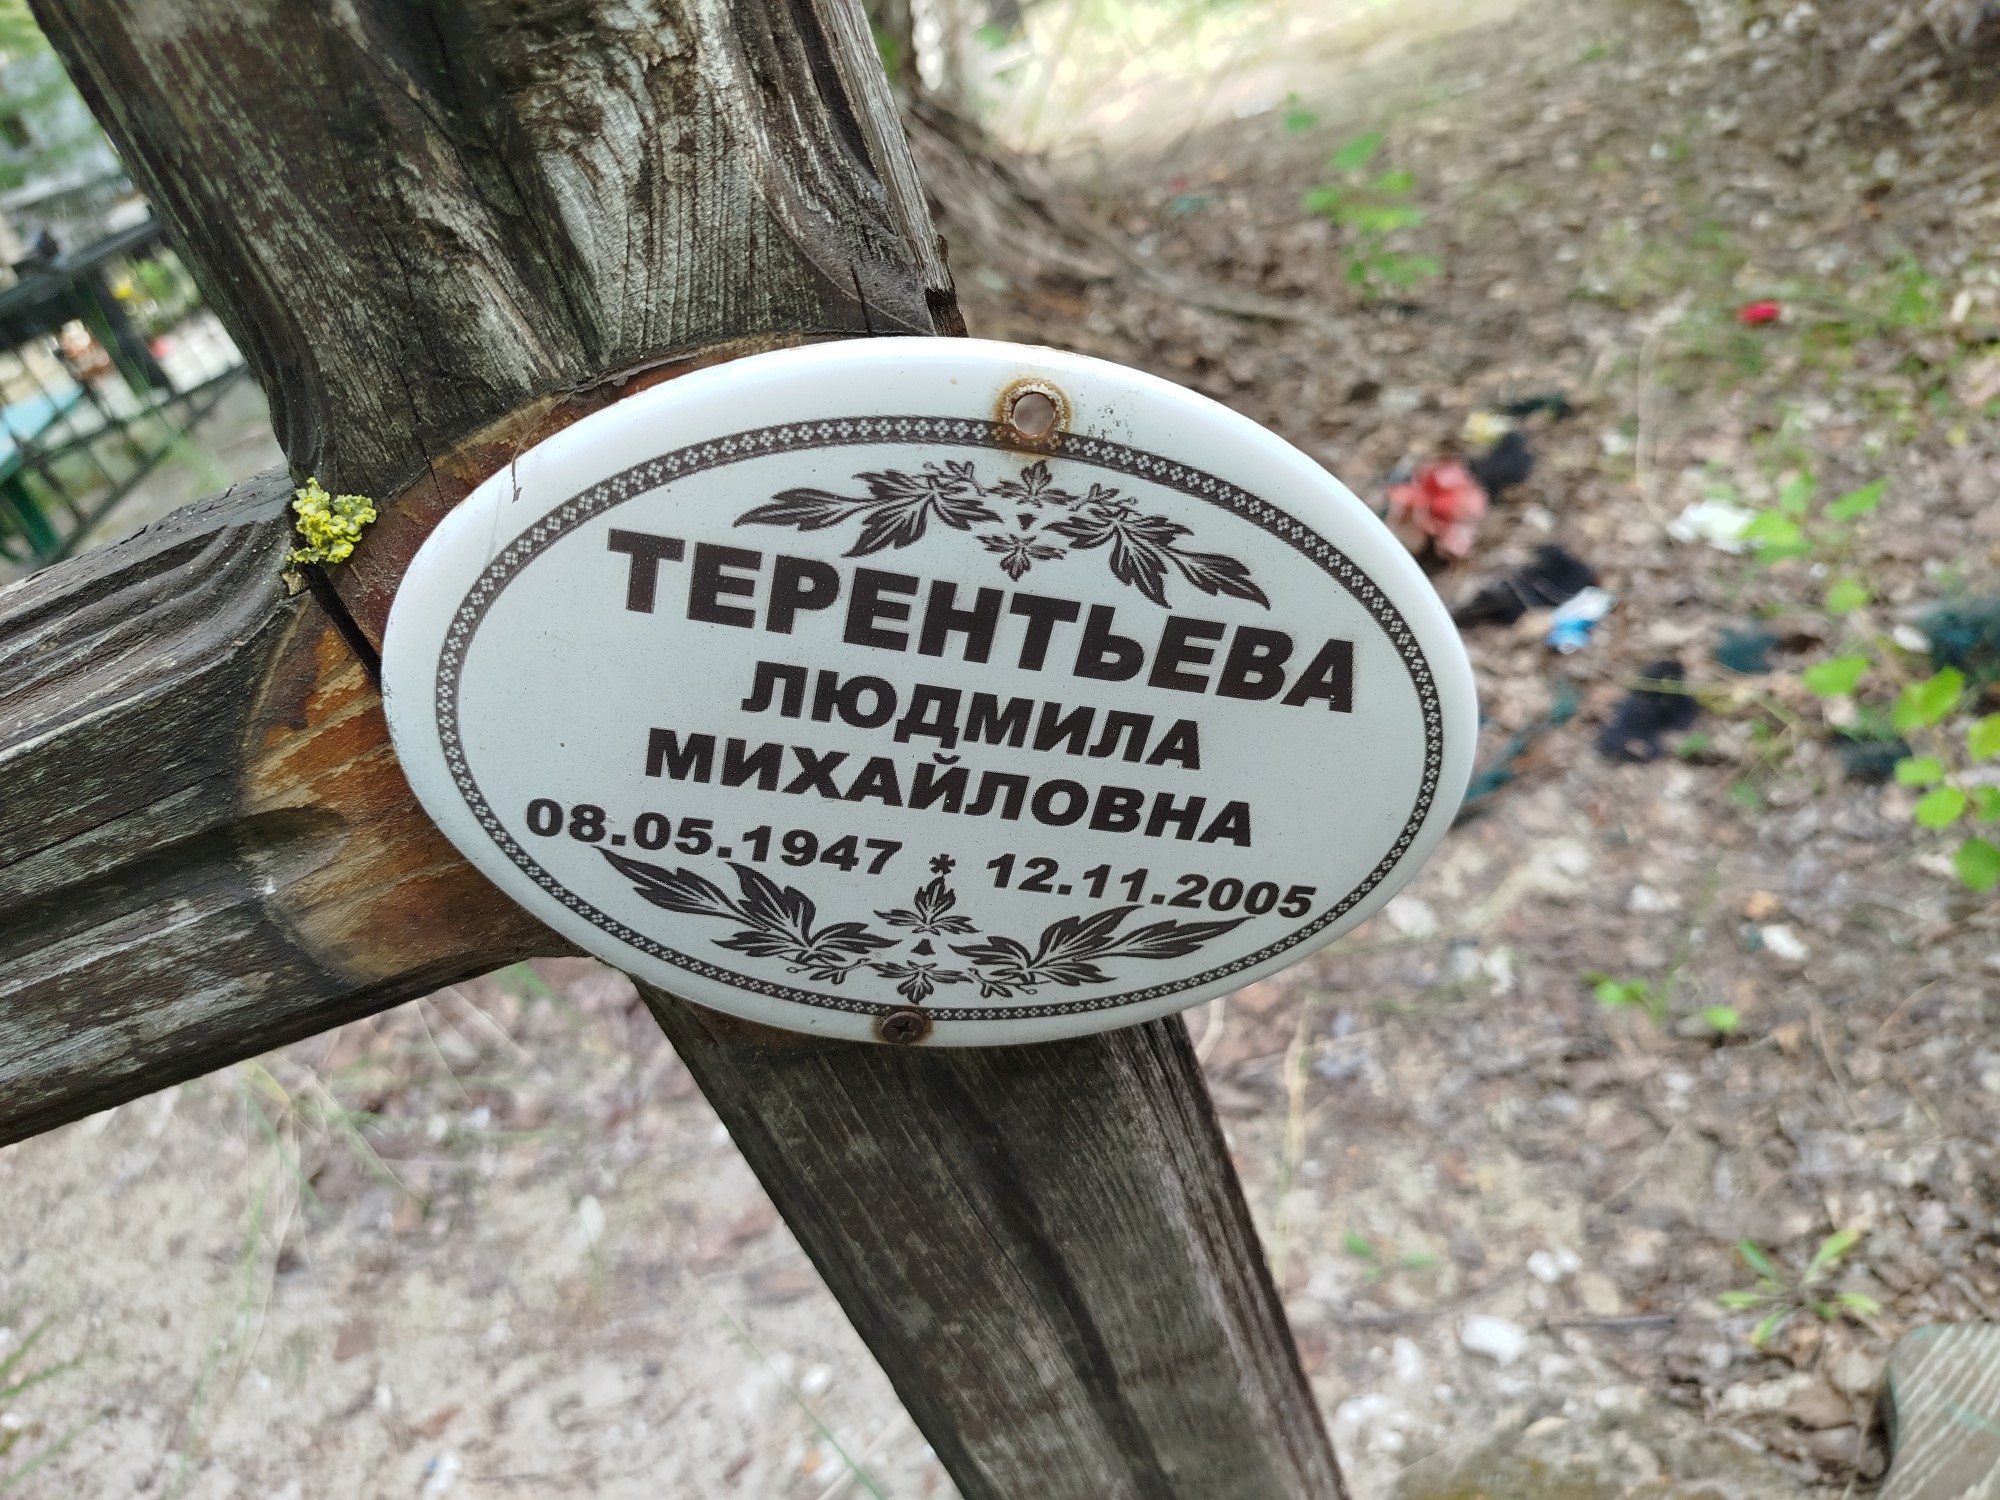 ТЕРЕНТЬЕВА
ЛЮДМИЛА
МИХАЙЛОВНА
08.05.1947 * 12.11.2005